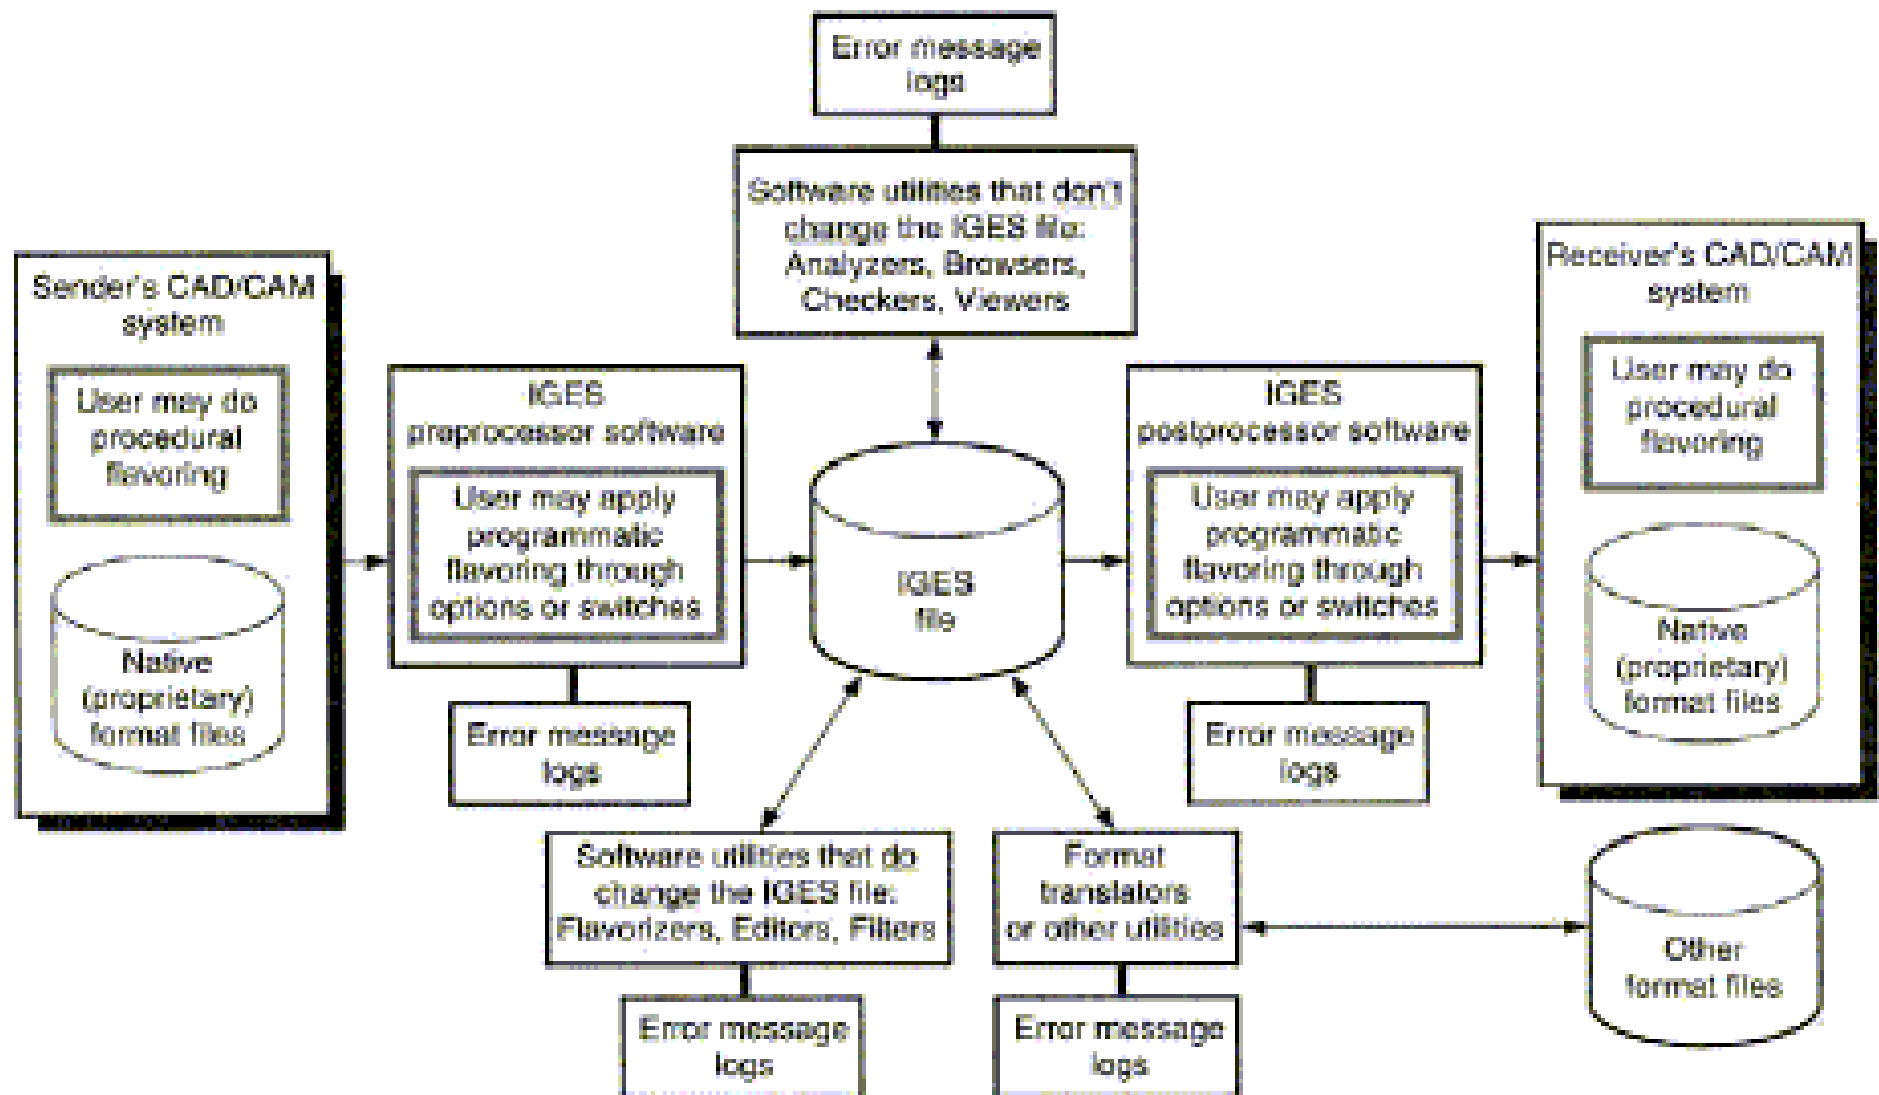 Error message
logs
Software utilities that don't
change the IGES file:
Analyzers, Browsers,
Checkers, Viewers
Sender's CAD/CAM
system
User may do
procedural
flavoring
Native
(proprietary)
format files
IGES
preprocessor software
User may apply
programmatic
flavoring through
options or switches
Error message
logs
IGES
file
IGES
postprocessor software
User may apply
programmatic
flavoring through
options or switches
Error message
logs
Receiver's CAD/CAM
system
User may do
procedural
flavoring
Native
(proprietary)
format files
Software utilities that do
change the IGES file:
Flavorizers, Editors, Filters
Error message
logs
Format
translators
or other utilities
Error message
logs
Other
format files